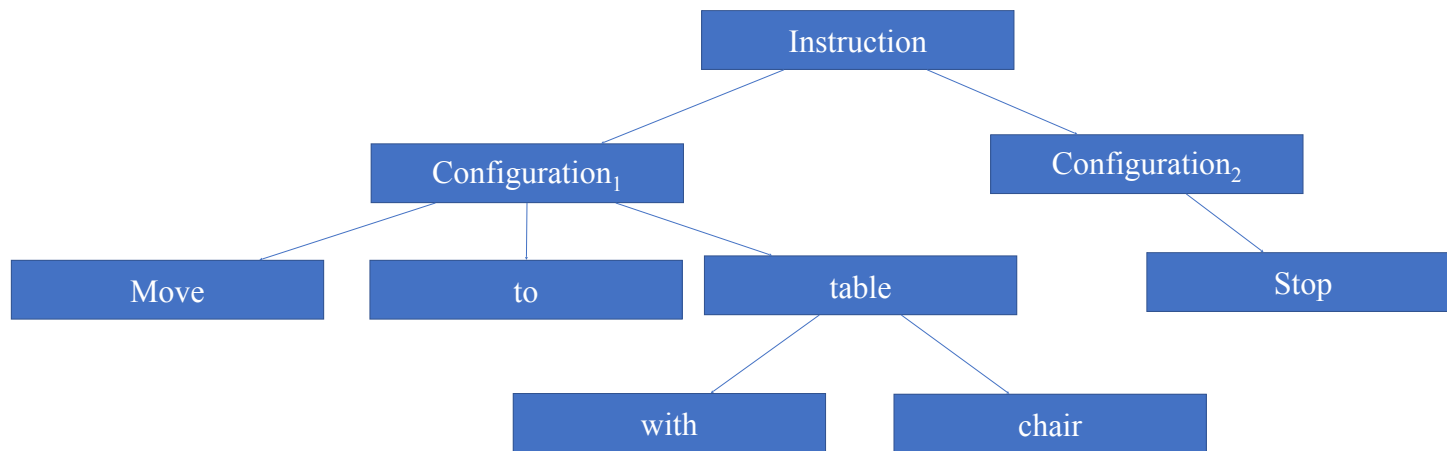 Instruction
Configuration₁
Configuration₂
Move
to
table
Stop
with
chair